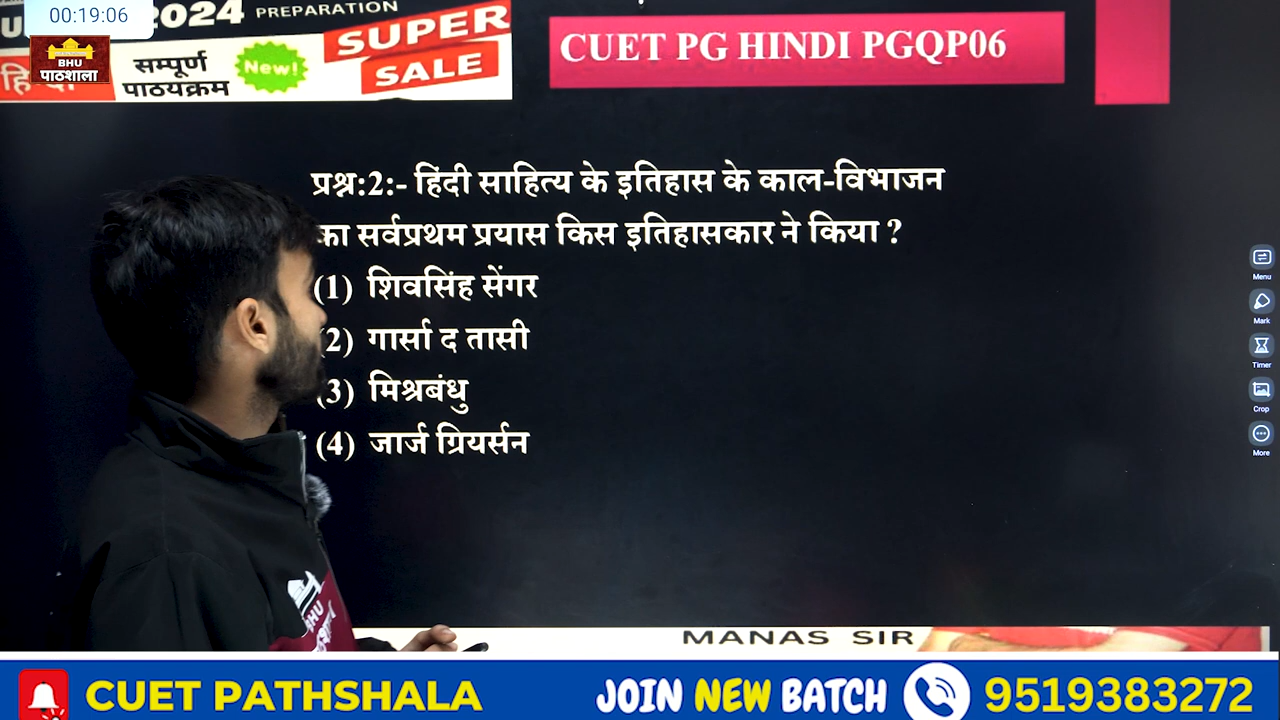 00:19:06
2024 PREPARATION
BHU
पाठशाला
सम्पूर्ण
पाठयक्रम
New!
SUPER
SALE
CUET PG HINDI PGQP06
प्रश्न:2:- हिंदी साहित्य के इतिहास के काल-विभाजन
का सर्वप्रथम प्रयास किस इतिहासकार ने किया ?
(1) शिवसिंह सेंगर
(2) गार्सा द तासी
(3) मिश्रबंधु
(4) जार्ज ग्रियर्सन
Menu
Mark
Timer
Crop
More
BHU
MANAS SIR
CUET PATHSHALA
JOIN NEW BATCH
9519383272